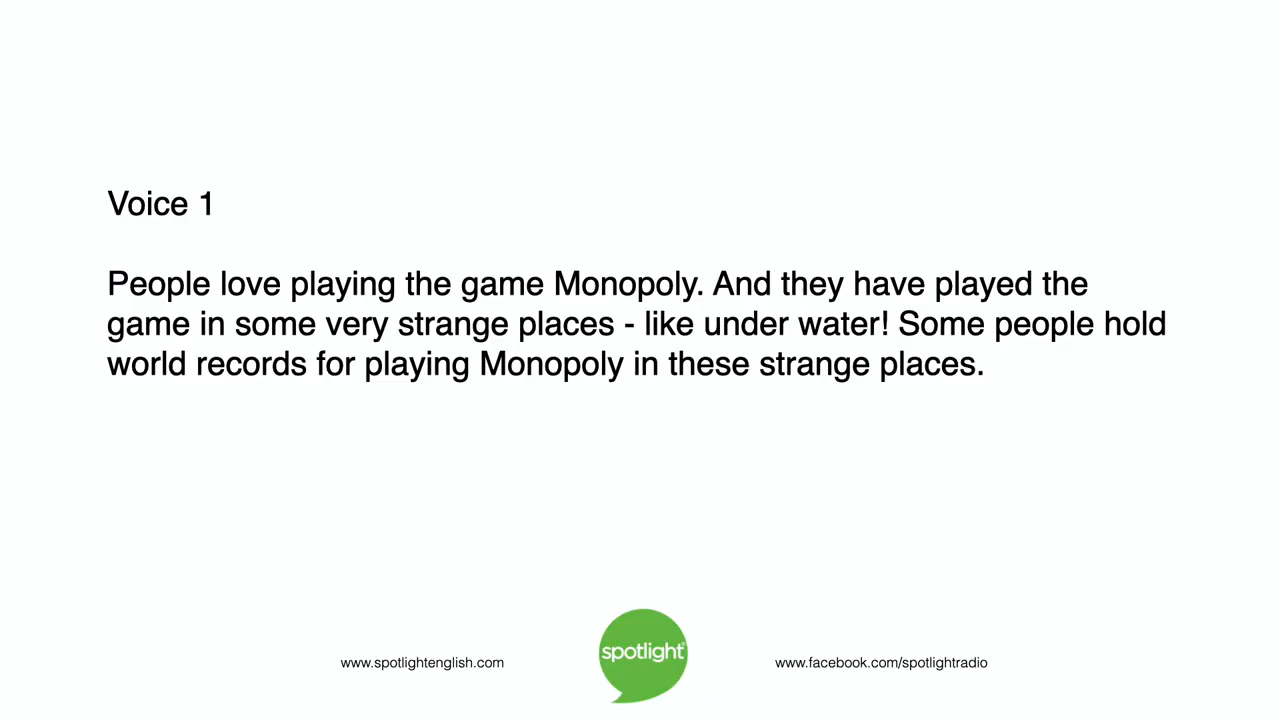 Voice 1
People love playing the game Monopoly. And they have played the
game in some very strange places - like under water! Some people hold
world records for playing Monopoly in these strange places.
www.spotlightenglish.com
spotlight®
www.facebook.com/spotlightradio